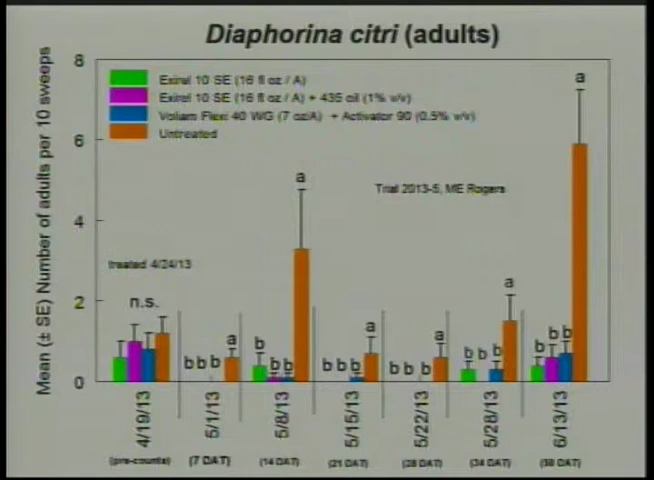 Diaphorina citri (adults)
Mean (± SE) Number of adults per 10 sweeps
8
6
4
2
0
Exirel 10 SE (16 fl oz / A)
Exirel 10 SE (16 fl oz / A) + 435 oil (1% v/v)
Voliam Flexi 40 WG (7 oz/A) + Activator 90 (0.5% v/v)
Untreated
Trial 2013-5, ME Rogers
treated 4/24/13
n.s.
b b b a
b b b a
b b b a
b b b a
b b b a
b b b a
4/19/13 5/1/13 5/8/13 5/15/13 5/22/13 5/28/13 6/13/13
(pre-counts) (7 DAT) (14 DAT) (21 DAT) (28 DAT) (34 DAT) (50 DAT)